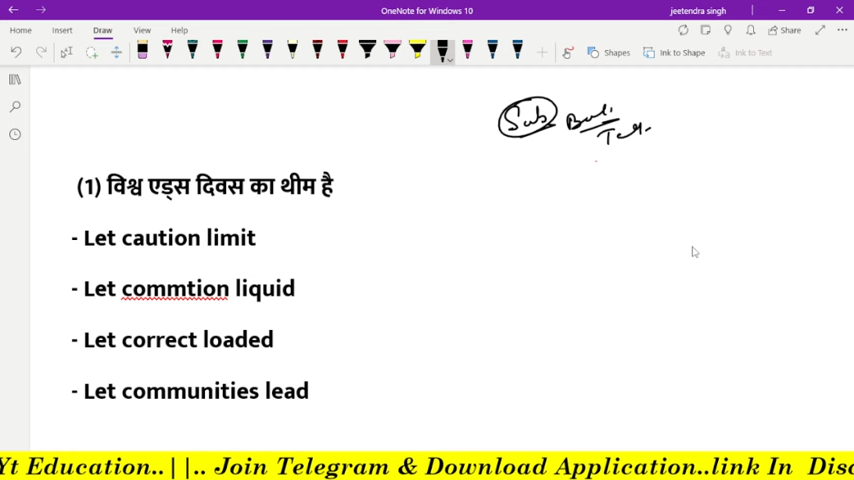 OneNote for Windows 10
jeetendra singh
Home Insert Draw View Help
Share
Shapes Ink to Shape Ink to Text
Sub
(1) विश्व एड्स दिवस का थीम है
- Let caution limit
- Let commtion liquid
- Let correct loaded
- Let communities lead
Yt Education..||.. Join Telegram & Download Application..link In Disc